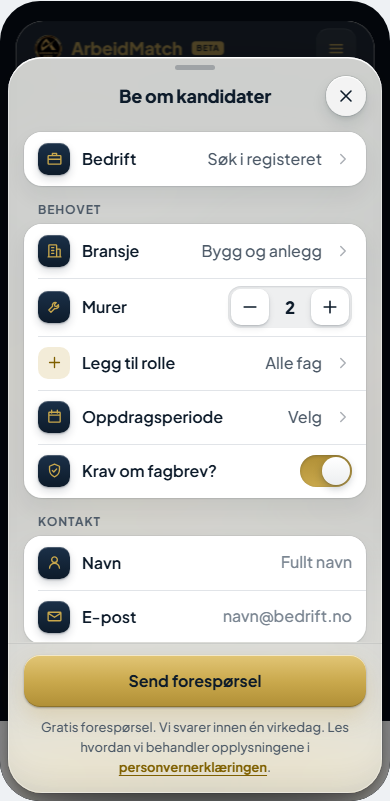 ArbeidMatch BETA
Be om kandidater
Bedrift Søk i registeret
BEHOVET
Bransje Bygg og anlegg
Murer 2
Legg til rolle Alle fag
Oppdragsperiode Velg
Krav om fagbrev?
KONTAKT
Navn Fullt navn
E-post navn@bedrift.no
Send forespørsel
Gratis forespørsel. Vi svarer innen én virkedag. Les
hvordan vi behandler opplysningene i
personvernerklæringen.